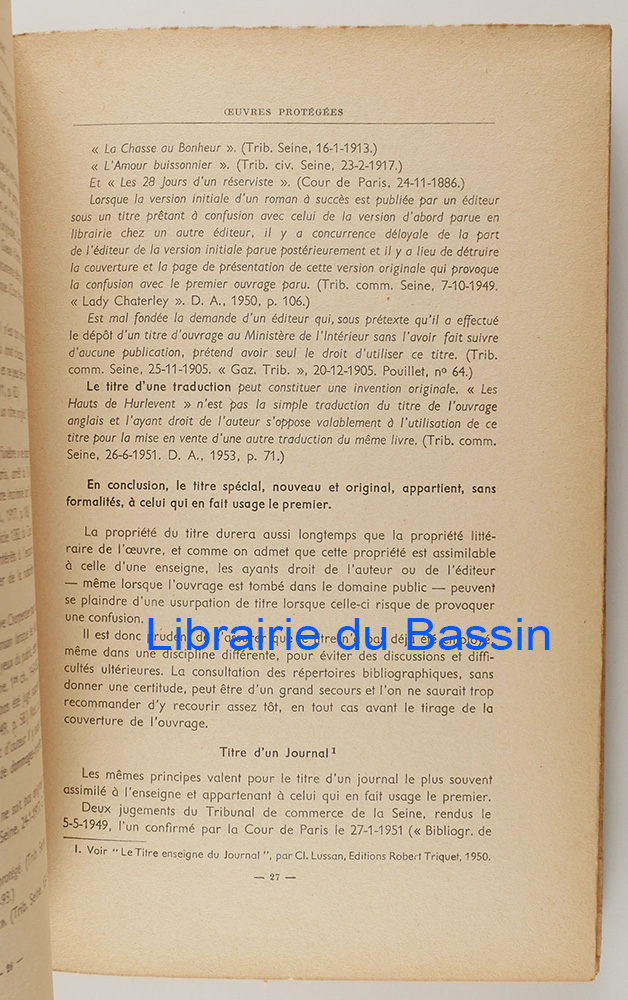 ŒUVRES PROTÉGÉES
« La Chasse au Bonheur ». (Trib. Seine, 16-1-1913.)
« L'Amour buissonnier ». (Trib. civ. Seine, 23-2-1917.)
Et « Les 28 Jours d'un réserviste ». (Cour de Paris, 24-11-1886.)
Lorsque la version initiale d'un roman à succès est publiée par un éditeur
sous un titre prêtant à confusion avec celui de la version d'abord parue en
librairie chez un autre éditeur, il y a concurrence déloyale de la part
de l'éditeur de la version initiale parue postérieurement et il y a lieu de détruire
la couverture et la page de présentation de cette version originale qui provoque
la confusion avec le premier ouvrage paru. (Trib. comm. Seine, 7-10-1949.
« Lady Chaterley ». D. A., 1950, p. 106.)
Est mal fondée la demande d'un éditeur qui, sous prétexte qu'il a effectué
le dépôt d'un titre d'ouvrage au Ministère de l'Intérieur sans l'avoir fait suivre
d'aucune publication, prétend avoir seul le droit d'utiliser ce titre. (Trib.
comm. Seine, 25-11-1905. « Gaz. Trib. », 20-12-1905. Pouillet, nº 64.)
Le titre d'une traduction peut constituer une invention originale. « Les
Hauts de Hurlevent » n'est pas la simple traduction du titre de l'ouvrage
anglais et l'ayant droit de l'auteur s'oppose valablement à l'utilisation de ce
titre pour la mise en vente d'une autre traduction du même livre. (Trib. comm.
Seine, 26-6-1951. D. A., 1953, p. 71.)
En conclusion, le titre spécial, nouveau et original, appartient, sans
formalités, à celui qui en fait usage le premier.
La propriété du titre durera aussi longtemps que la propriété litté-
raire de l'œuvre, et comme on admet que cette propriété est assimilable
à celle d'une enseigne, les ayants droit de l'auteur ou de l'éditeur
— même lorsque l'ouvrage est tombé dans le domaine public — peuvent
se plaindre d'une usurpation de titre lorsque celle-ci risque de provoquer
une confusion.
Il est donc prudent de s'assurer que le titre n'a pas déjà été employé,
Librairie du Bassin
même dans une discipline différente, pour éviter des discussions et diffi-
cultés ultérieures. La consultation des répertoires bibliographiques, sans
donner une certitude, peut être d'un grand secours et l'on ne saurait trop
recommander d'y recourir assez tôt, en tout cas avant le tirage de la
couverture de l'ouvrage.
Titre d'un Journal¹
Les mêmes principes valent pour le titre d'un journal le plus souvent
assimilé à l'enseigne et appartenant à celui qui en fait usage le premier.
Deux jugements du Tribunal de commerce de la Seine, rendus le
5-5-1949, l'un confirmé par la Cour de Paris le 27-1-1951 (« Bibliogr. de
1. Voir " Le Titre enseigne du Journal ", par Cl. Lussan, Editions Robert Triquet, 1950.
— 27 —